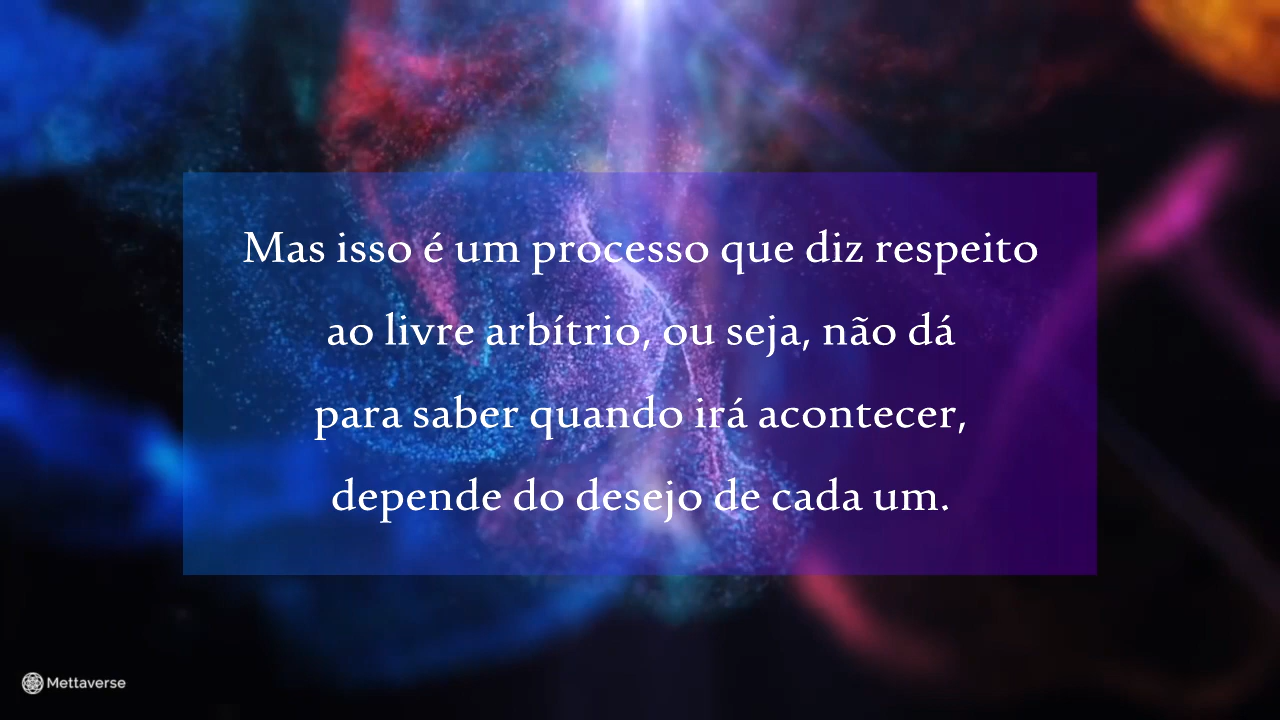 Mas isso é um processo que diz respeito
ao livre arbítrio, ou seja, não dá
para saber quando irá acontecer,
depende do desejo de cada um.
Mettaverse